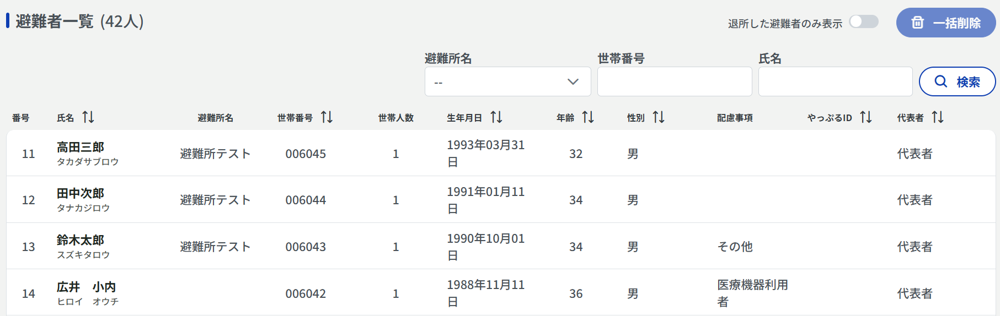 避難者一覧 (42人)
退所した避難者のみ表示
一括削除
避難所名 世帯番号 氏名
--
検索
番号 氏名 避難所名 世帯番号 世帯人数 生年月日 年齢 性別 配慮事項 やっぷるID 代表者
11 高田三郎 避難所テスト 006045 1 1993年03月31日 32 男 代表者
タカダサブロウ
12 田中次郎 避難所テスト 006044 1 1991年01月11日 34 男 代表者
タナカジロウ
13 鈴木太郎 避難所テスト 006043 1 1990年10月01日 34 男 その他 代表者
スズキタロウ
14 広井　小内 006042 1 1988年11月11日 36 男 医療機器利用者 代表者
ヒロイ　オウチ